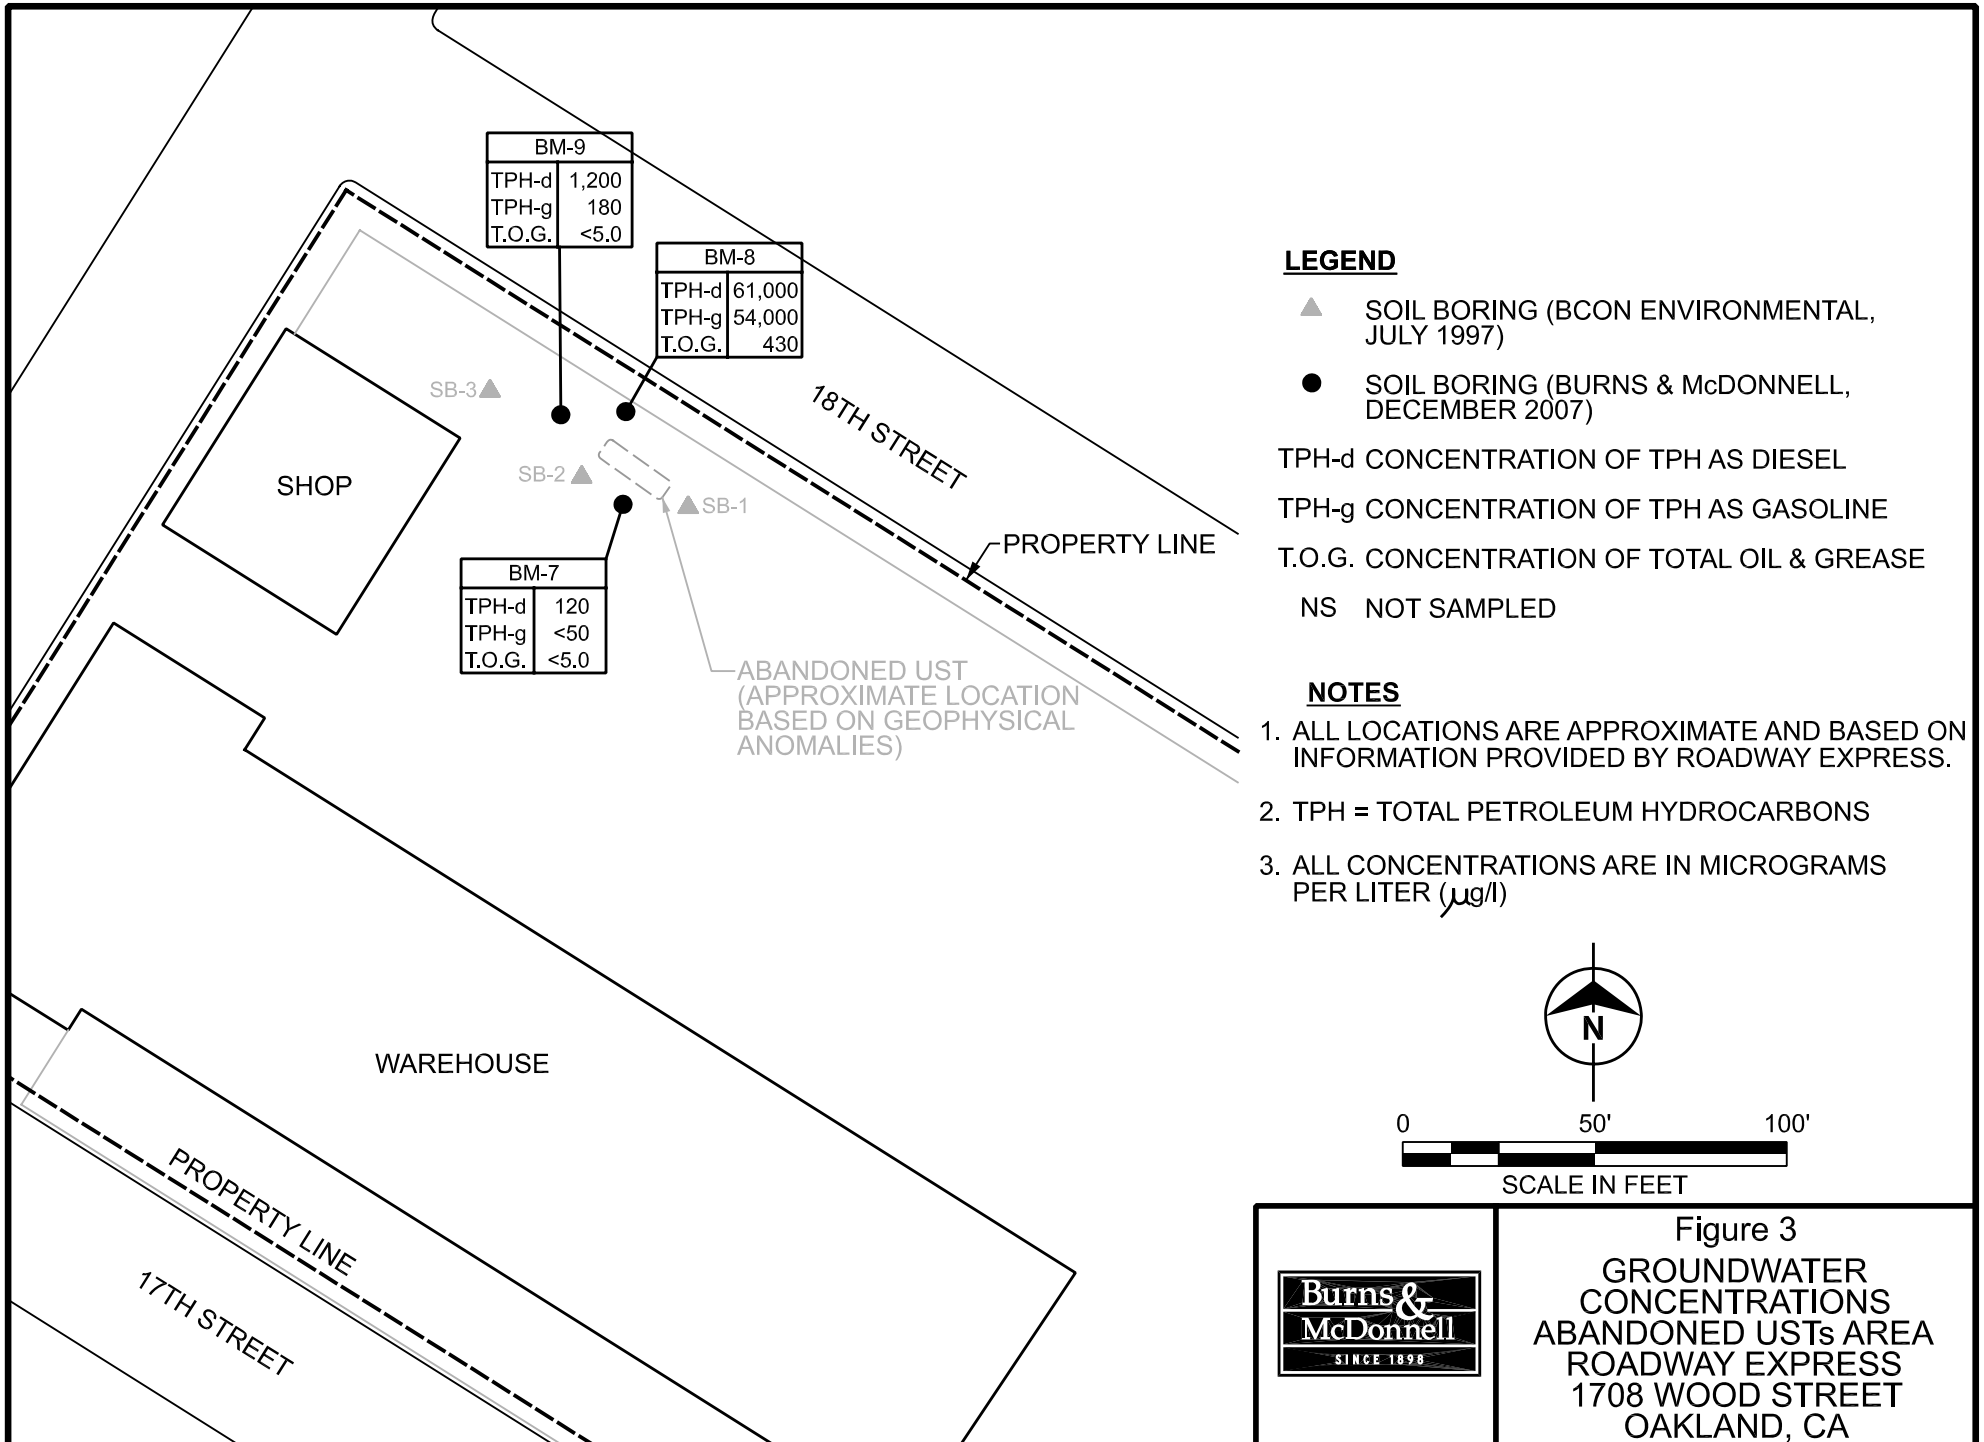 BM-9
TPH-d 1,200
TPH-g 180
T.O.G. <5.0
BM-8
TPH-d 61,000
TPH-g 54,000
T.O.G. 430
SB-3
SB-2
SB-1
SHOP
18TH STREET
PROPERTY LINE
BM-7
TPH-d 120
TPH-g <50
T.O.G. <5.0
ABANDONED UST
(APPROXIMATE LOCATION
BASED ON GEOPHYSICAL
ANOMALIES)
WAREHOUSE
PROPERTY LINE
17TH STREET
LEGEND
SOIL BORING (BCON ENVIRONMENTAL,
JULY 1997)
SOIL BORING (BURNS & McDONNELL,
DECEMBER 2007)
TPH-d CONCENTRATION OF TPH AS DIESEL
TPH-g CONCENTRATION OF TPH AS GASOLINE
T.O.G. CONCENTRATION OF TOTAL OIL & GREASE
NS NOT SAMPLED
NOTES
1. ALL LOCATIONS ARE APPROXIMATE AND BASED ON
INFORMATION PROVIDED BY ROADWAY EXPRESS.
2. TPH = TOTAL PETROLEUM HYDROCARBONS
3. ALL CONCENTRATIONS ARE IN MICROGRAMS
PER LITER (μg/l)
N
0 50' 100'
SCALE IN FEET
Burns &
McDonnell
SINCE 1898
Figure 3
GROUNDWATER
CONCENTRATIONS
ABANDONED USTs AREA
ROADWAY EXPRESS
1708 WOOD STREET
OAKLAND, CA